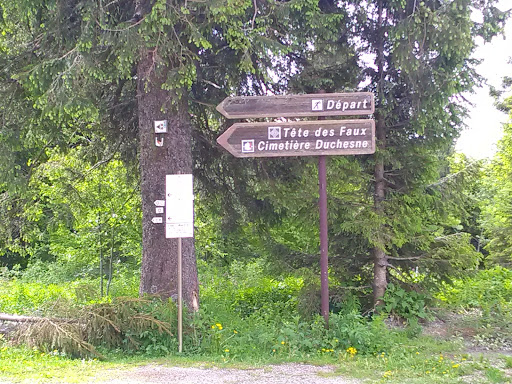 Départ
Tête des Faux
Cimetière Duchesne